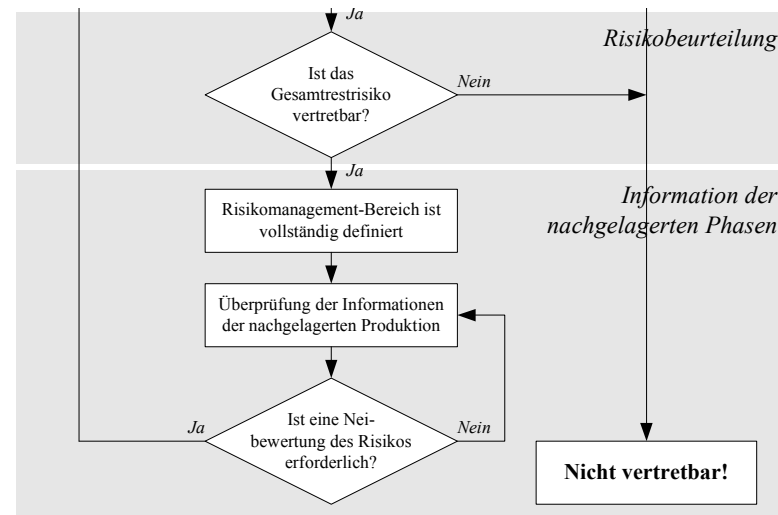 Ja
Risikobeurteilung
Ist das
Gesamtrestrisiko
vertretbar?
Nein
Ja
Information der
nachgelagerten Phasen
Risikomanagement-Bereich ist
vollständig definiert
Überprüfung der Informationen
der nachgelagerten Produktion
Ja
Ist eine Nei-
bewertung des Risikos
erforderlich?
Nein
Nicht vertretbar!